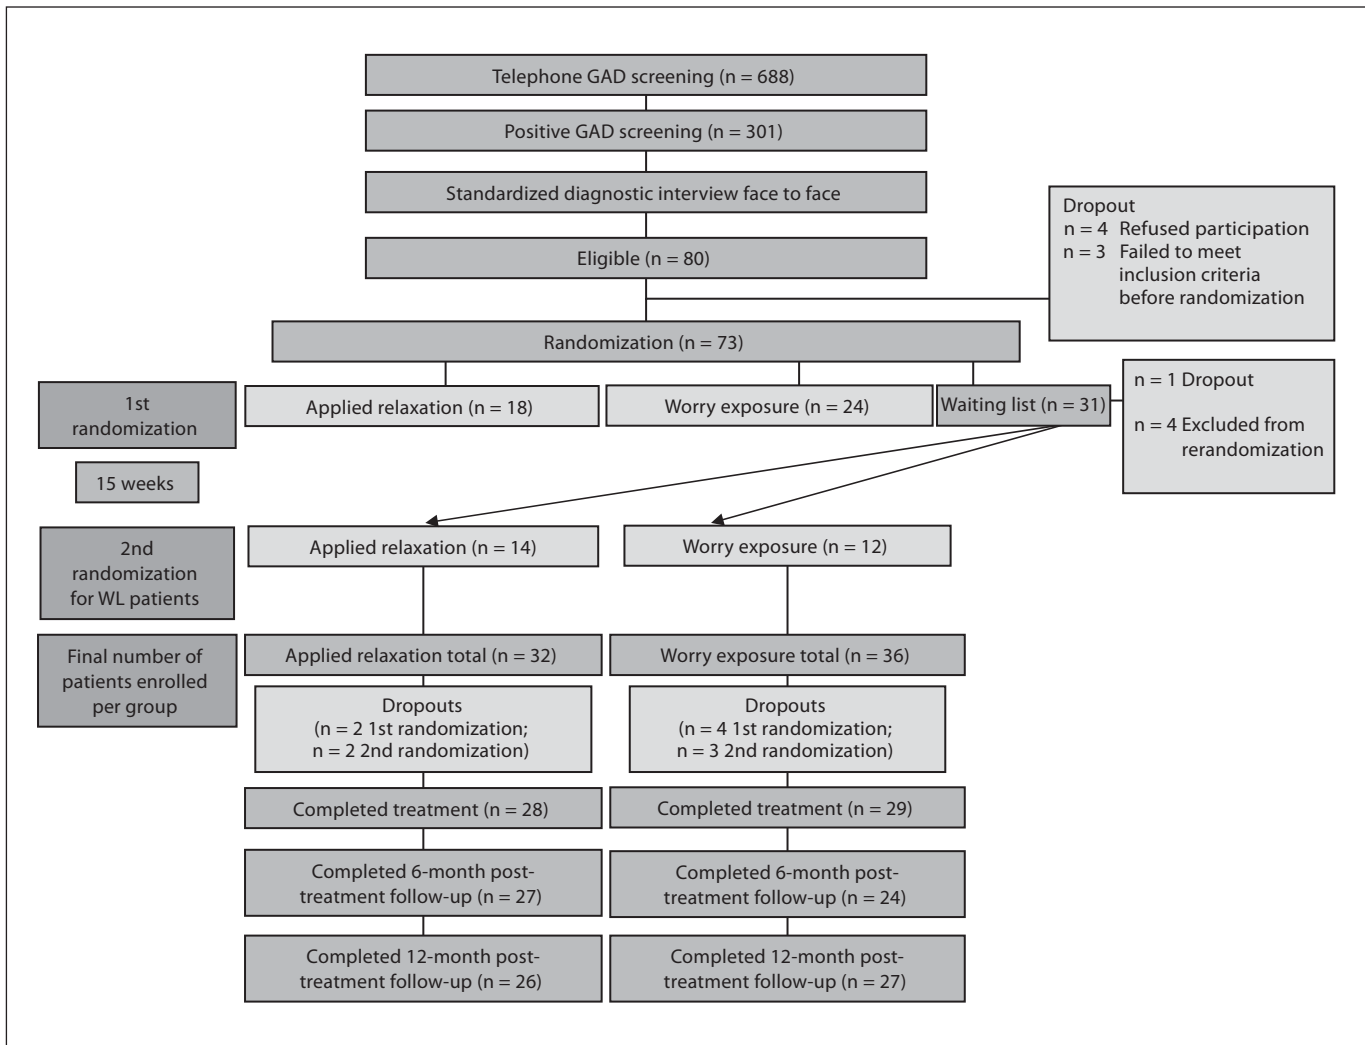 Telephone GAD screening (n = 688)
Positive GAD screening (n = 301)
Standardized diagnostic interview face to face
Eligible (n = 80)
Dropout
n = 4 Refused participation
n = 3 Failed to meet
inclusion criteria
before randomization
Randomization (n = 73)
1st
randomization
Applied relaxation (n = 18)
Worry exposure (n = 24)
Waiting list (n = 31)
n = 1 Dropout
n = 4 Excluded from
rerandomization
15 weeks
2nd
randomization
for WL patients
Applied relaxation (n = 14)
Worry exposure (n = 12)
Final number of
patients enrolled
per group
Applied relaxation total (n = 32)
Worry exposure total (n = 36)
Dropouts
(n = 2 1st randomization;
n = 2 2nd randomization)
Dropouts
(n = 4 1st randomization;
n = 3 2nd randomization)
Completed treatment (n = 28)
Completed treatment (n = 29)
Completed 6-month post-
treatment follow-up (n = 27)
Completed 6-month post-
treatment follow-up (n = 24)
Completed 12-month post-
treatment follow-up (n = 26)
Completed 12-month post-
treatment follow-up (n = 27)